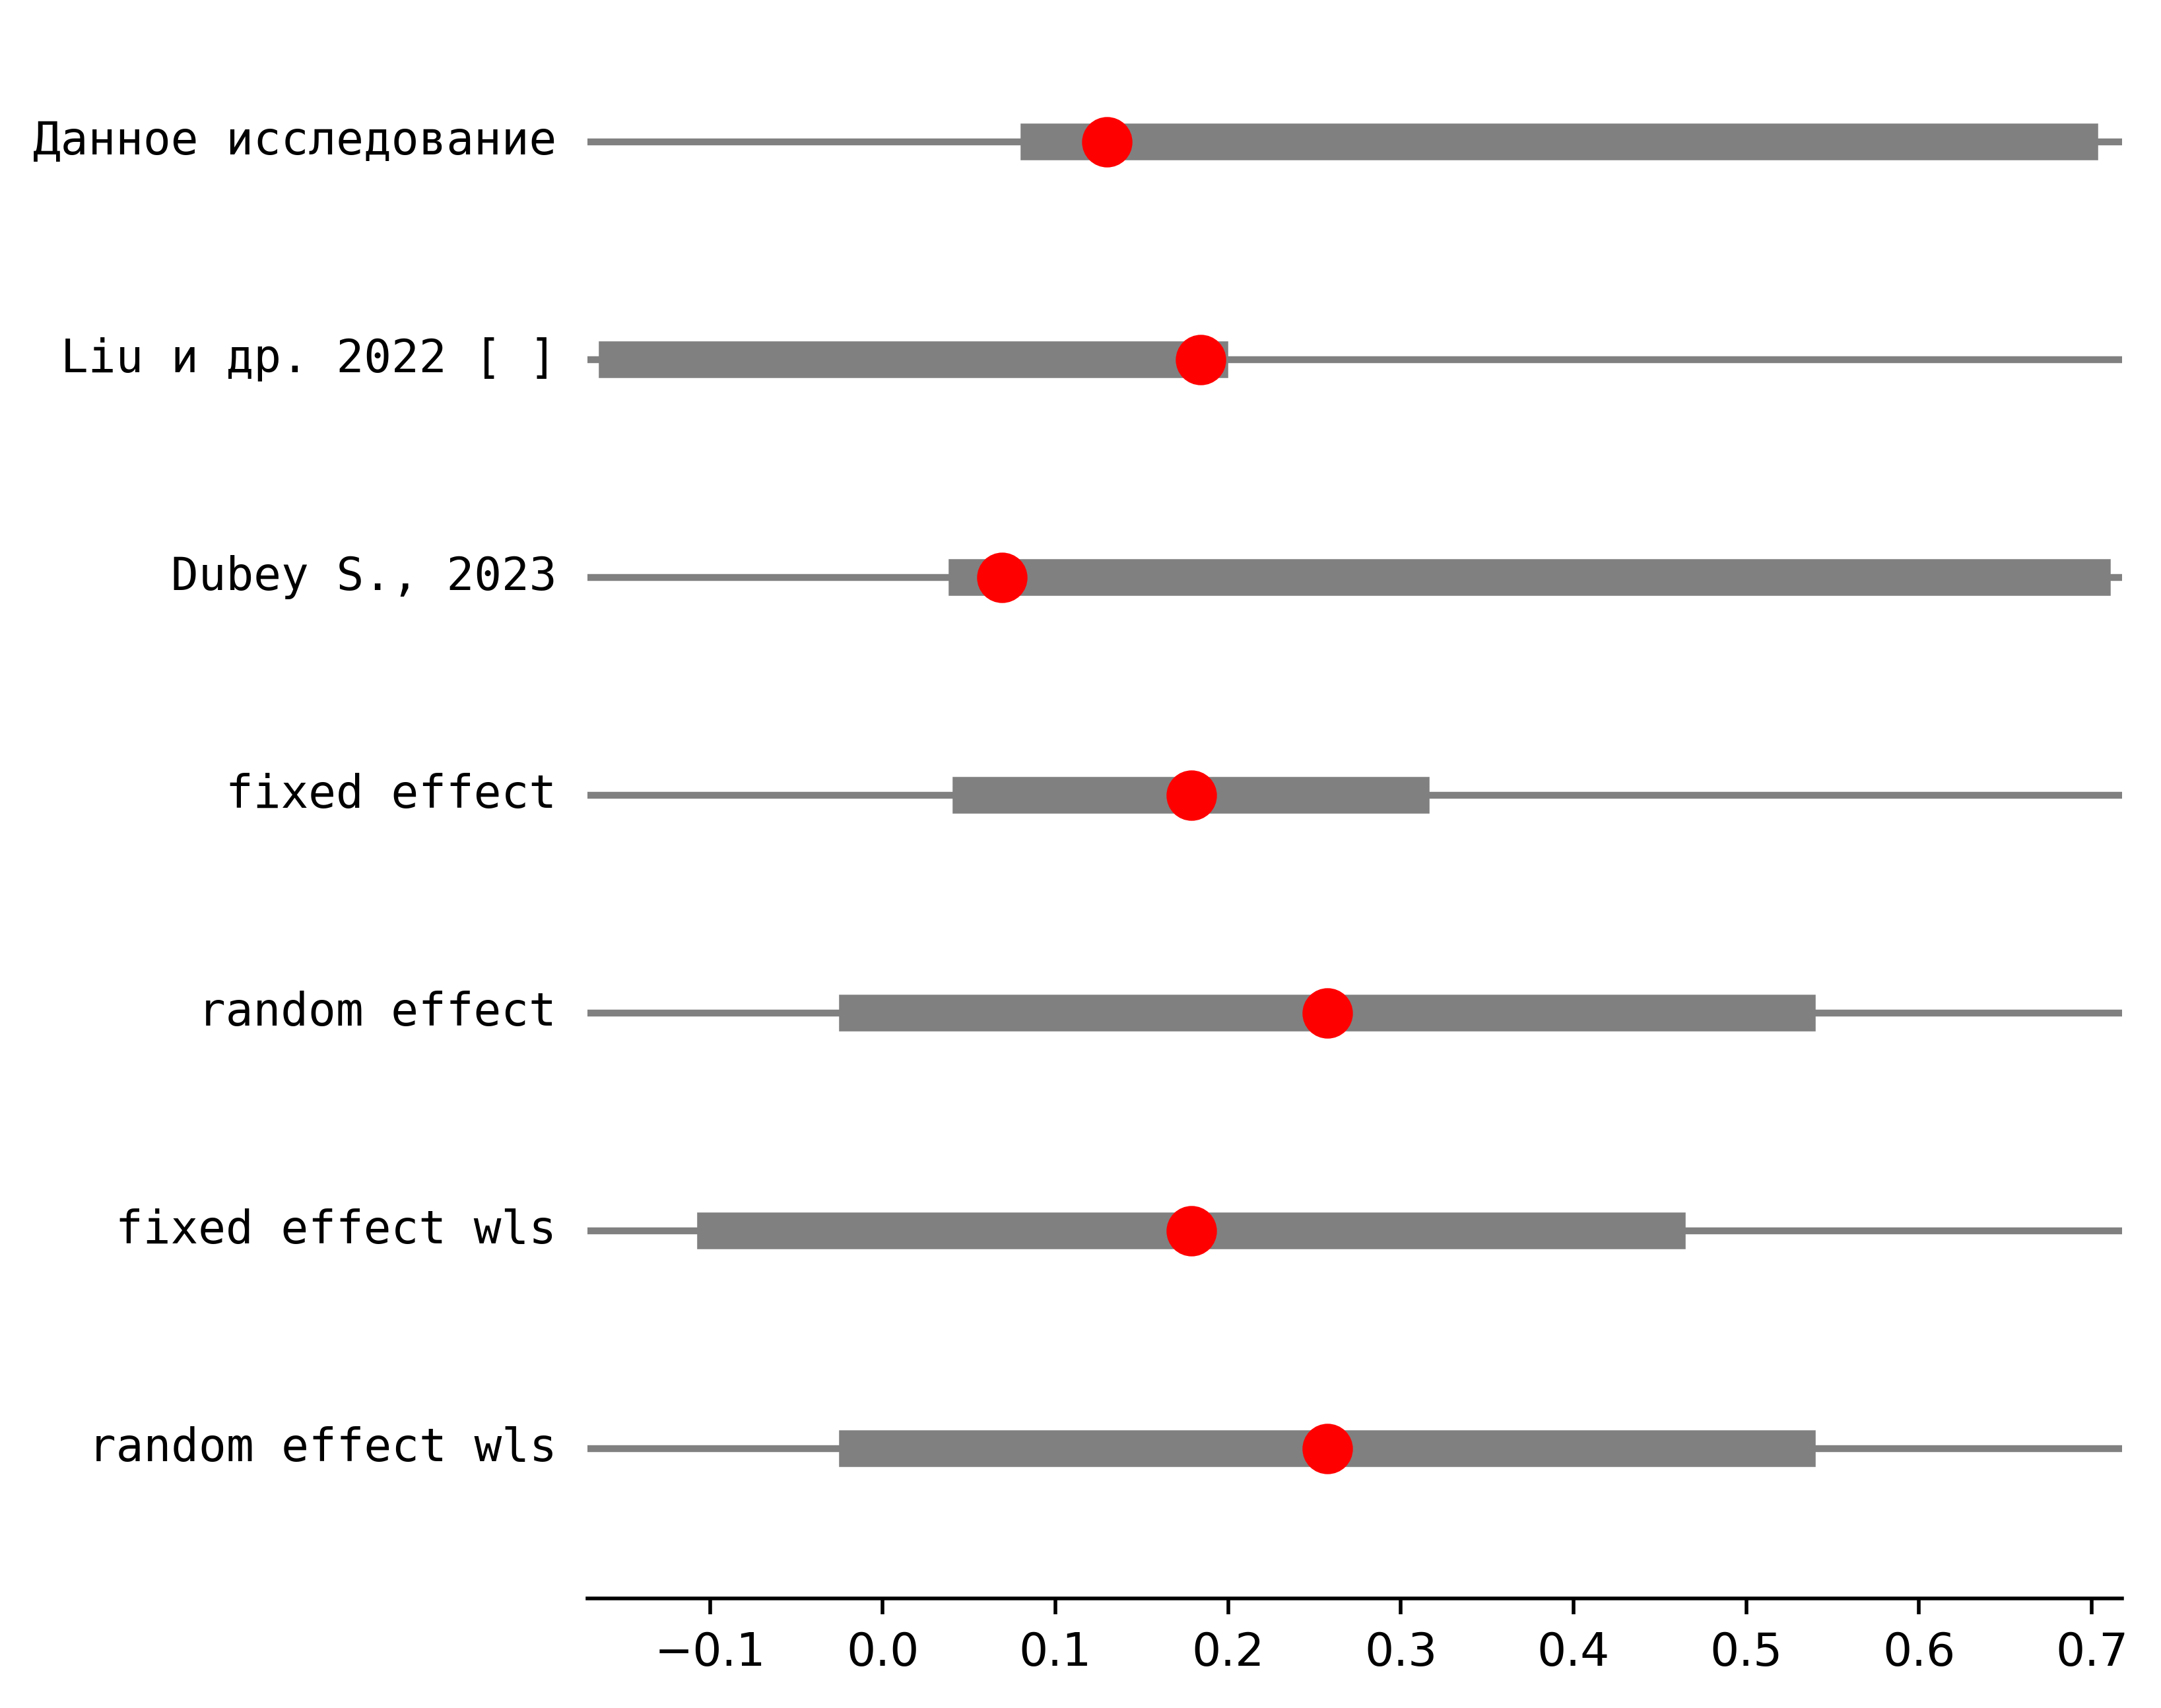 Данное исследование
Liu и др. 2022 [ ]
Dubey S., 2023
fixed effect
random effect
fixed effect wls
random effect wls
−0.1 0.0 0.1 0.2 0.3 0.4 0.5 0.6 0.7